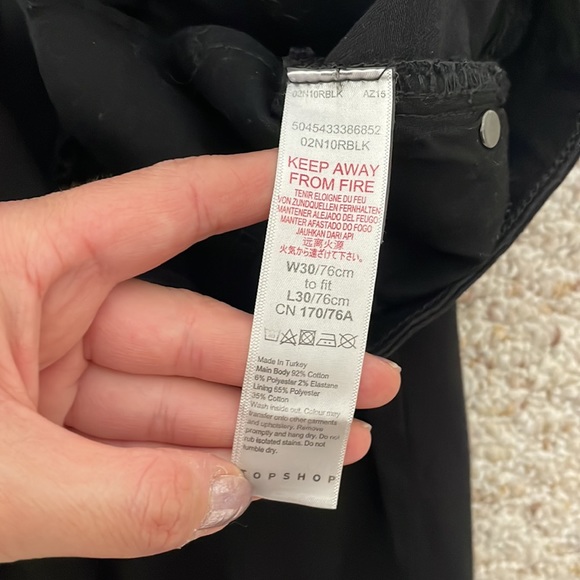 02N10RBLK AZ15
5045433386852
02N10RBLK
KEEP AWAY
FROM FIRE
TENIR ELOIGNE DU FEU
VON ZUNDQUELLEN FERNHALTEN
MANTENER ALEJADO DEL FUEGO
MANTER AFASTADO DO FOGO
JAUHKAN DARI API
远离火源
火気から遠ざけて下さい。
W30/76cm
to fit
L30/76cm
CN 170/76A
Made In Turkey
Main Body 92% Cotton
6% Polyester 2% Elastane
Lining 65% Polyester
35% Cotton
Wash inside out. Colour may
transfer onto other garments
and upholstery. Remove
promptly and hang dry. Do not
rub isolated stains. Do not
tumble dry.
TOPSHOP